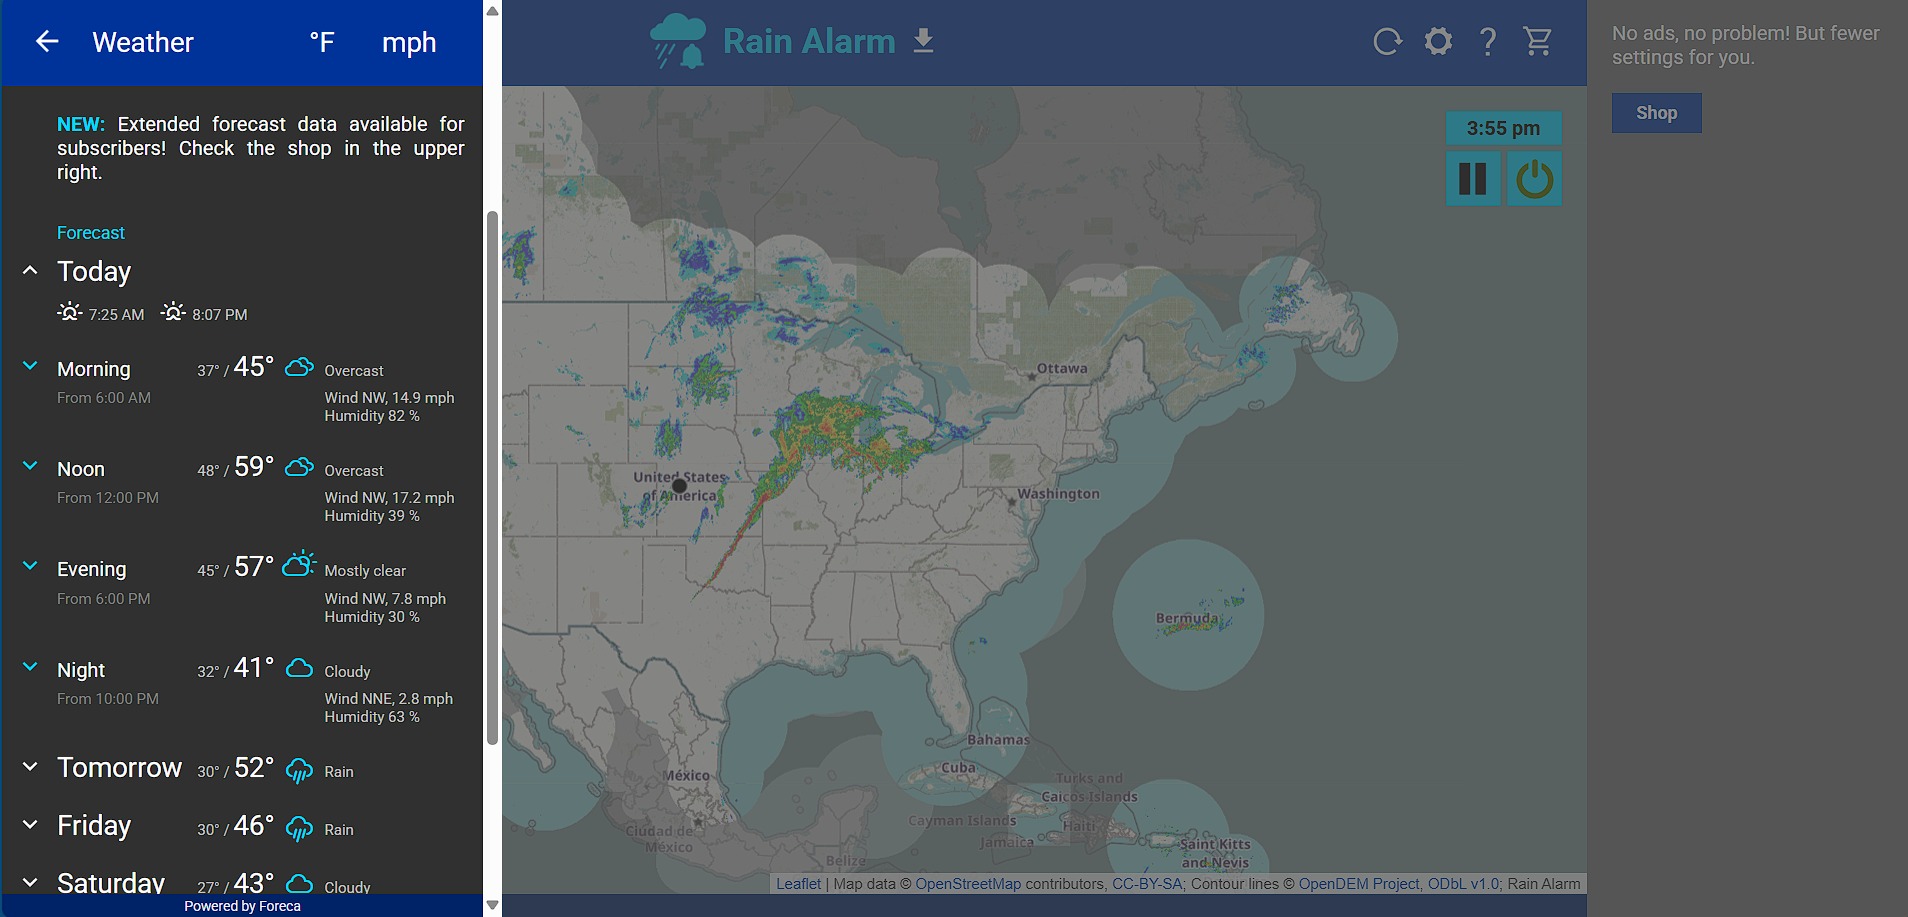 Weather
°F
mph
NEW: Extended forecast data available for
subscribers! Check the shop in the upper
right.
Forecast
Today
7:25 AM 8:07 PM
Morning 37° / 45° Overcast
From 6:00 AM Wind NW, 14.9 mph
Humidity 82 %
Noon 48° / 59° Overcast
From 12:00 PM Wind NW, 17.2 mph
Humidity 39 %
Evening 45° / 57° Mostly clear
From 6:00 PM Wind NW, 7.8 mph
Humidity 30 %
Night 32° / 41° Cloudy
From 10:00 PM Wind NNE, 2.8 mph
Humidity 63 %
Tomorrow 30° / 52° Rain
Friday 30° / 46° Rain
Saturday 27° / 43° Cloudy
Powered by Foreca
Rain Alarm
3:55 pm
Ottawa
United States
of America
Washington
Bermuda
Bahamas
México
Cuba
Turks and
Caicos Islands
Cayman Islands
Haiti
Ciudad de
México
Jamaica
Saint Kitts
and Nevis
Belize
Leaflet | Map data © OpenStreetMap contributors, CC-BY-SA; Contour lines © OpenDEM Project, ODbL v1.0; Rain Alarm
No ads, no problem! But fewer
settings for you.
Shop